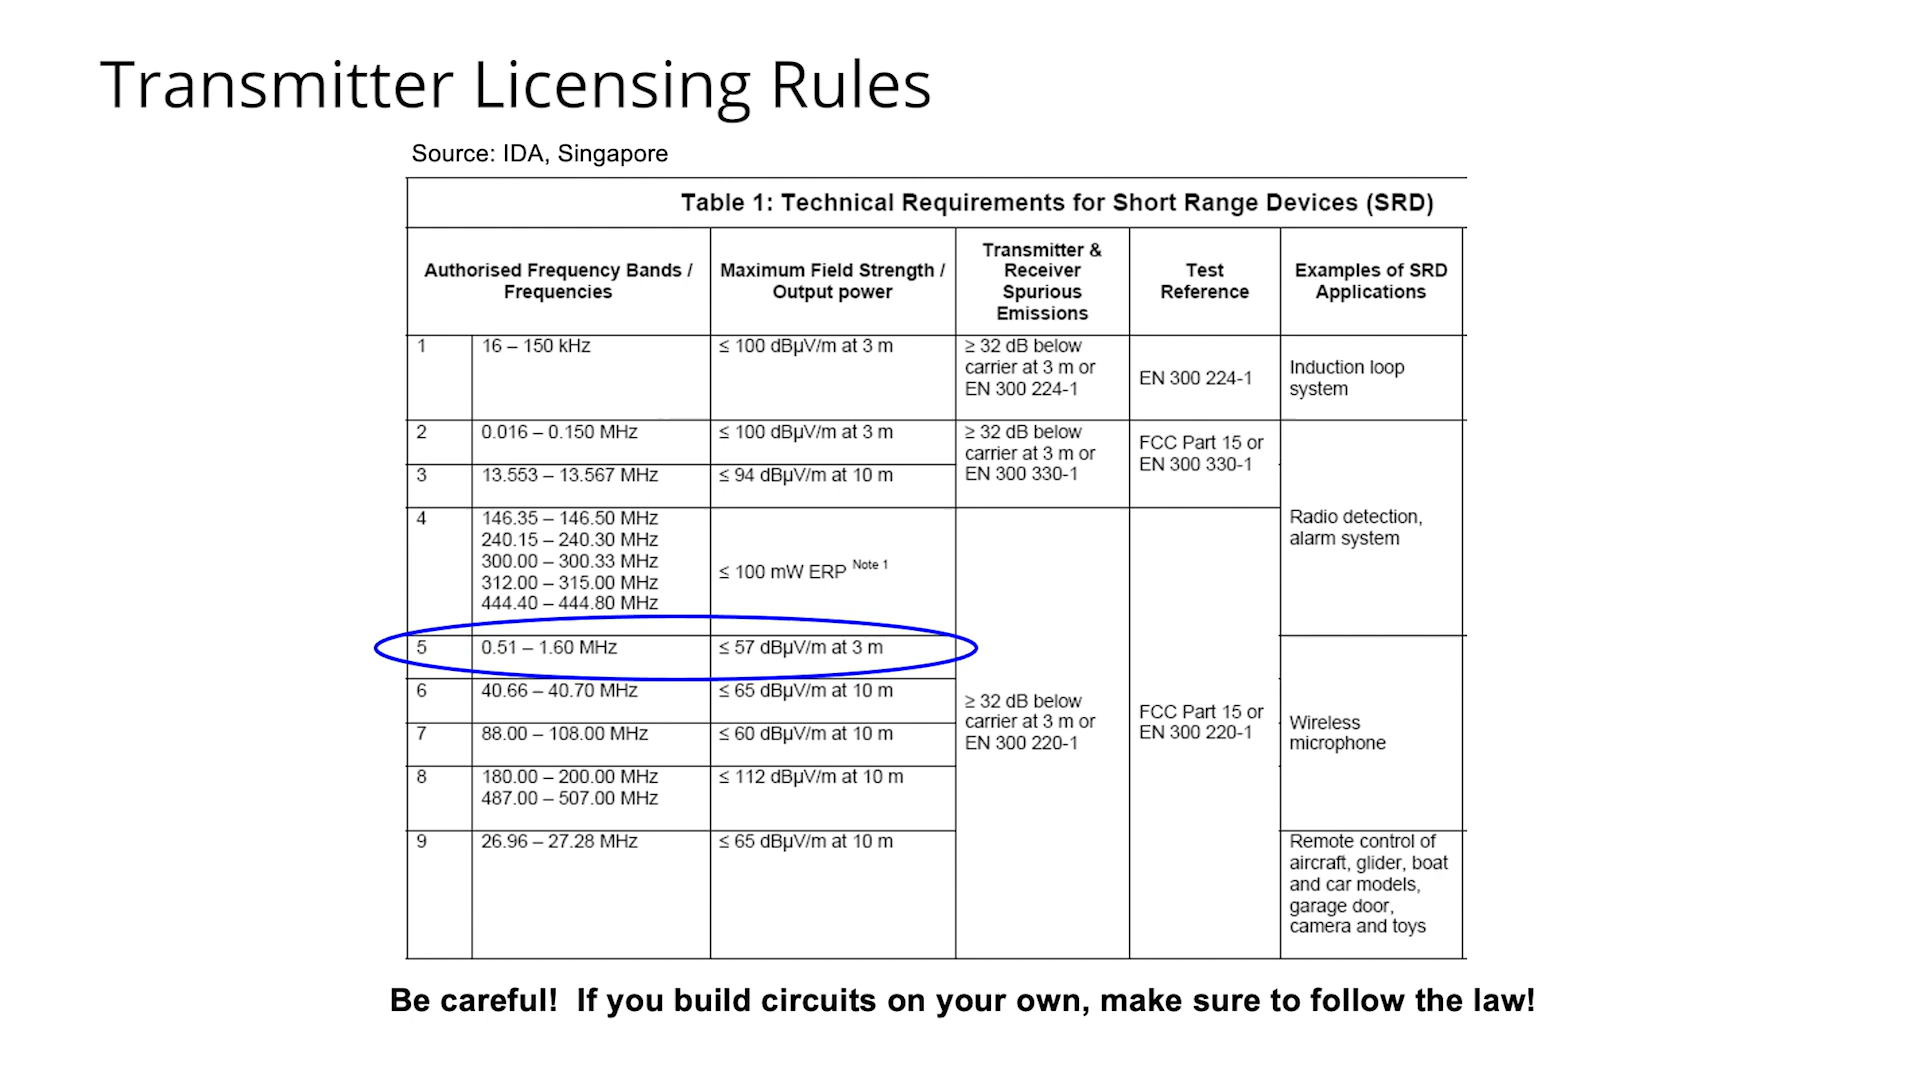 Transmitter Licensing Rules
Source: IDA, Singapore
Table 1: Technical Requirements for Short Range Devices (SRD)
Authorised Frequency Bands /
Frequencies
Maximum Field Strength /
Output power
Transmitter &
Receiver
Spurious
Emissions
Test
Reference
Examples of SRD
Applications
1
16 – 150 kHz
≤ 100 dBµV/m at 3 m
≥ 32 dB below
carrier at 3 m or
EN 300 224-1
EN 300 224-1
Induction loop
system
2
0.016 – 0.150 MHz
≤ 100 dBµV/m at 3 m
≥ 32 dB below
carrier at 3 m or
EN 300 330-1
FCC Part 15 or
EN 300 330-1
Radio detection,
alarm system
3
13.553 – 13.567 MHz
≤ 94 dBµV/m at 10 m
4
146.35 – 146.50 MHz
240.15 – 240.30 MHz
300.00 – 300.33 MHz
312.00 – 315.00 MHz
444.40 – 444.80 MHz
≤ 100 mW ERP Note 1
≥ 32 dB below
carrier at 3 m or
EN 300 220-1
FCC Part 15 or
EN 300 220-1
5
0.51 – 1.60 MHz
≤ 57 dBµV/m at 3 m
Wireless
microphone
6
40.66 – 40.70 MHz
≤ 65 dBµV/m at 10 m
7
88.00 – 108.00 MHz
≤ 60 dBµV/m at 10 m
8
180.00 – 200.00 MHz
487.00 – 507.00 MHz
≤ 112 dBµV/m at 10 m
9
26.96 – 27.28 MHz
≤ 65 dBµV/m at 10 m
Remote control of
aircraft, glider, boat
and car models,
garage door,
camera and toys
Be careful!  If you build circuits on your own, make sure to follow the law!